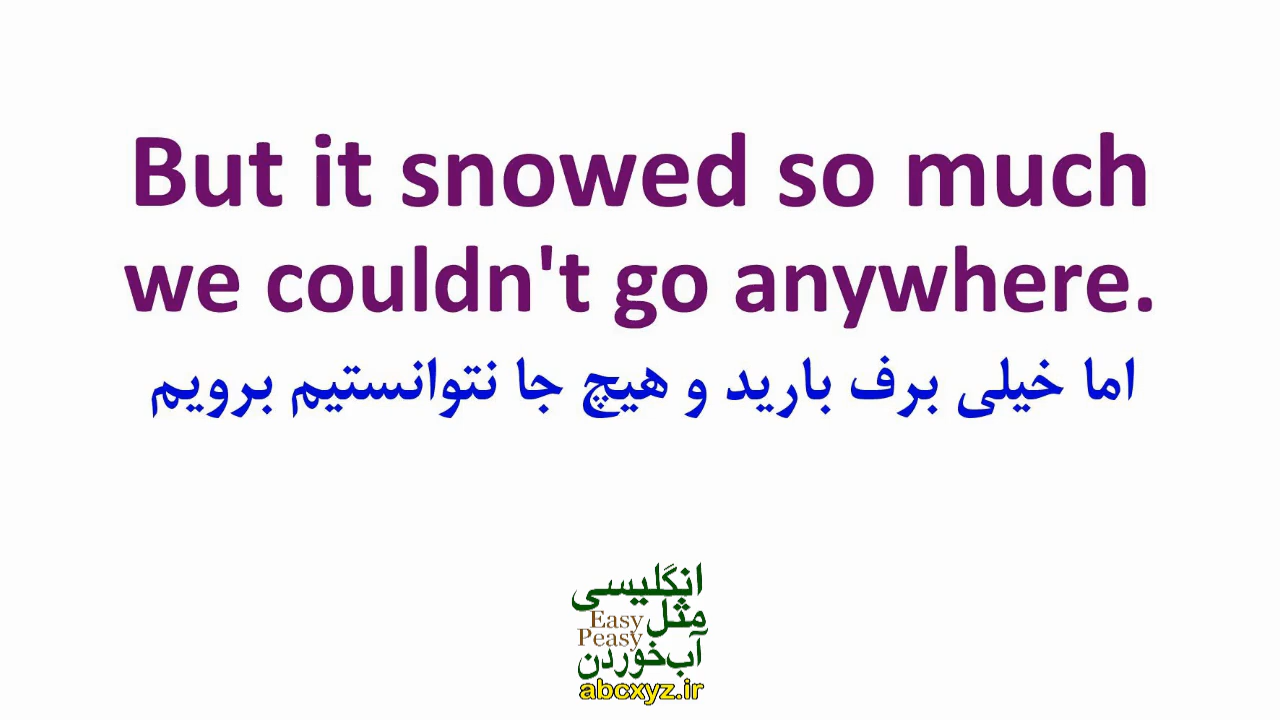 But it snowed so much
we couldn't go anywhere.
اما خیلی برف بارید و هیچ جا نتوانستیم برویم
انگلیسی
مثل
Easy
Peasy
آب‌خوردن
abcxyz.ir